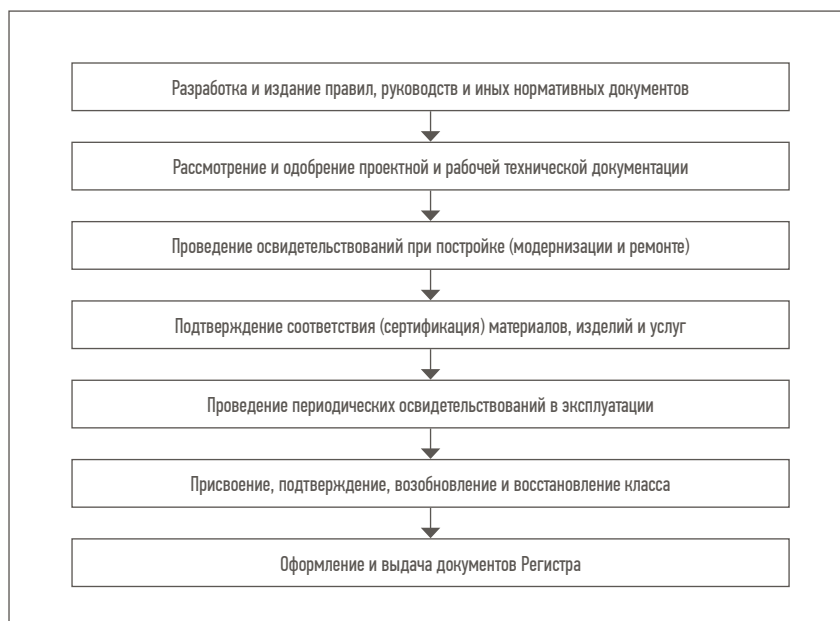 Разработка и издание правил, руководств и иных нормативных документов
Рассмотрение и одобрение проектной и рабочей технической документации
Проведение освидетельствований при постройке (модернизации и ремонте)
Подтверждение соответствия (сертификация) материалов, изделий и услуг
Проведение периодических освидетельствований в эксплуатации
Присвоение, подтверждение, возобновление и восстановление класса
Оформление и выдача документов Регистра